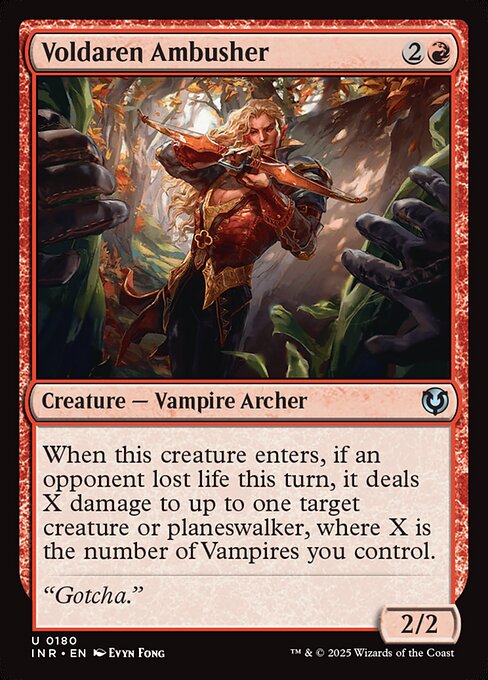 Voldaren Ambusher 2
Creature — Vampire Archer
When this creature enters, if an
opponent lost life this turn, it deals
X damage to up to one target
creature or planeswalker, where X is
the number of Vampires you control.
“Gotcha.”
2/2
U 0180
INR • EN Evyn Fong
™ & © 2025 Wizards of the Coast